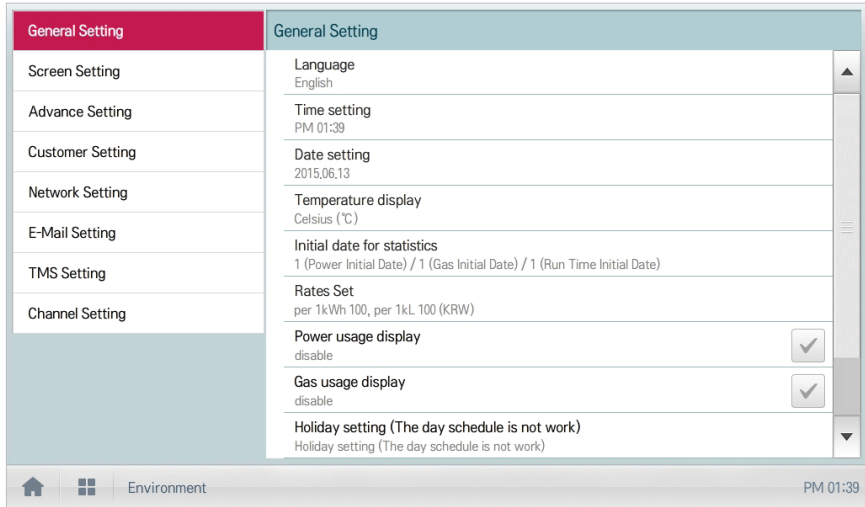 General Setting
Screen Setting
Advance Setting
Customer Setting
Network Setting
E-Mail Setting
TMS Setting
Channel Setting
General Setting
Language
English
Time setting
PM 01:39
Date setting
2015.06.13
Temperature display
Celsius (℃)
Initial date for statistics
1 (Power Initial Date) / 1 (Gas Initial Date) / 1 (Run Time Initial Date)
Rates Set
per 1kWh 100, per 1kL 100 (KRW)
Power usage display
disable
Gas usage display
disable
Holiday setting (The day schedule is not work)
Holiday setting (The day schedule is not work)
Environment
PM 01:39